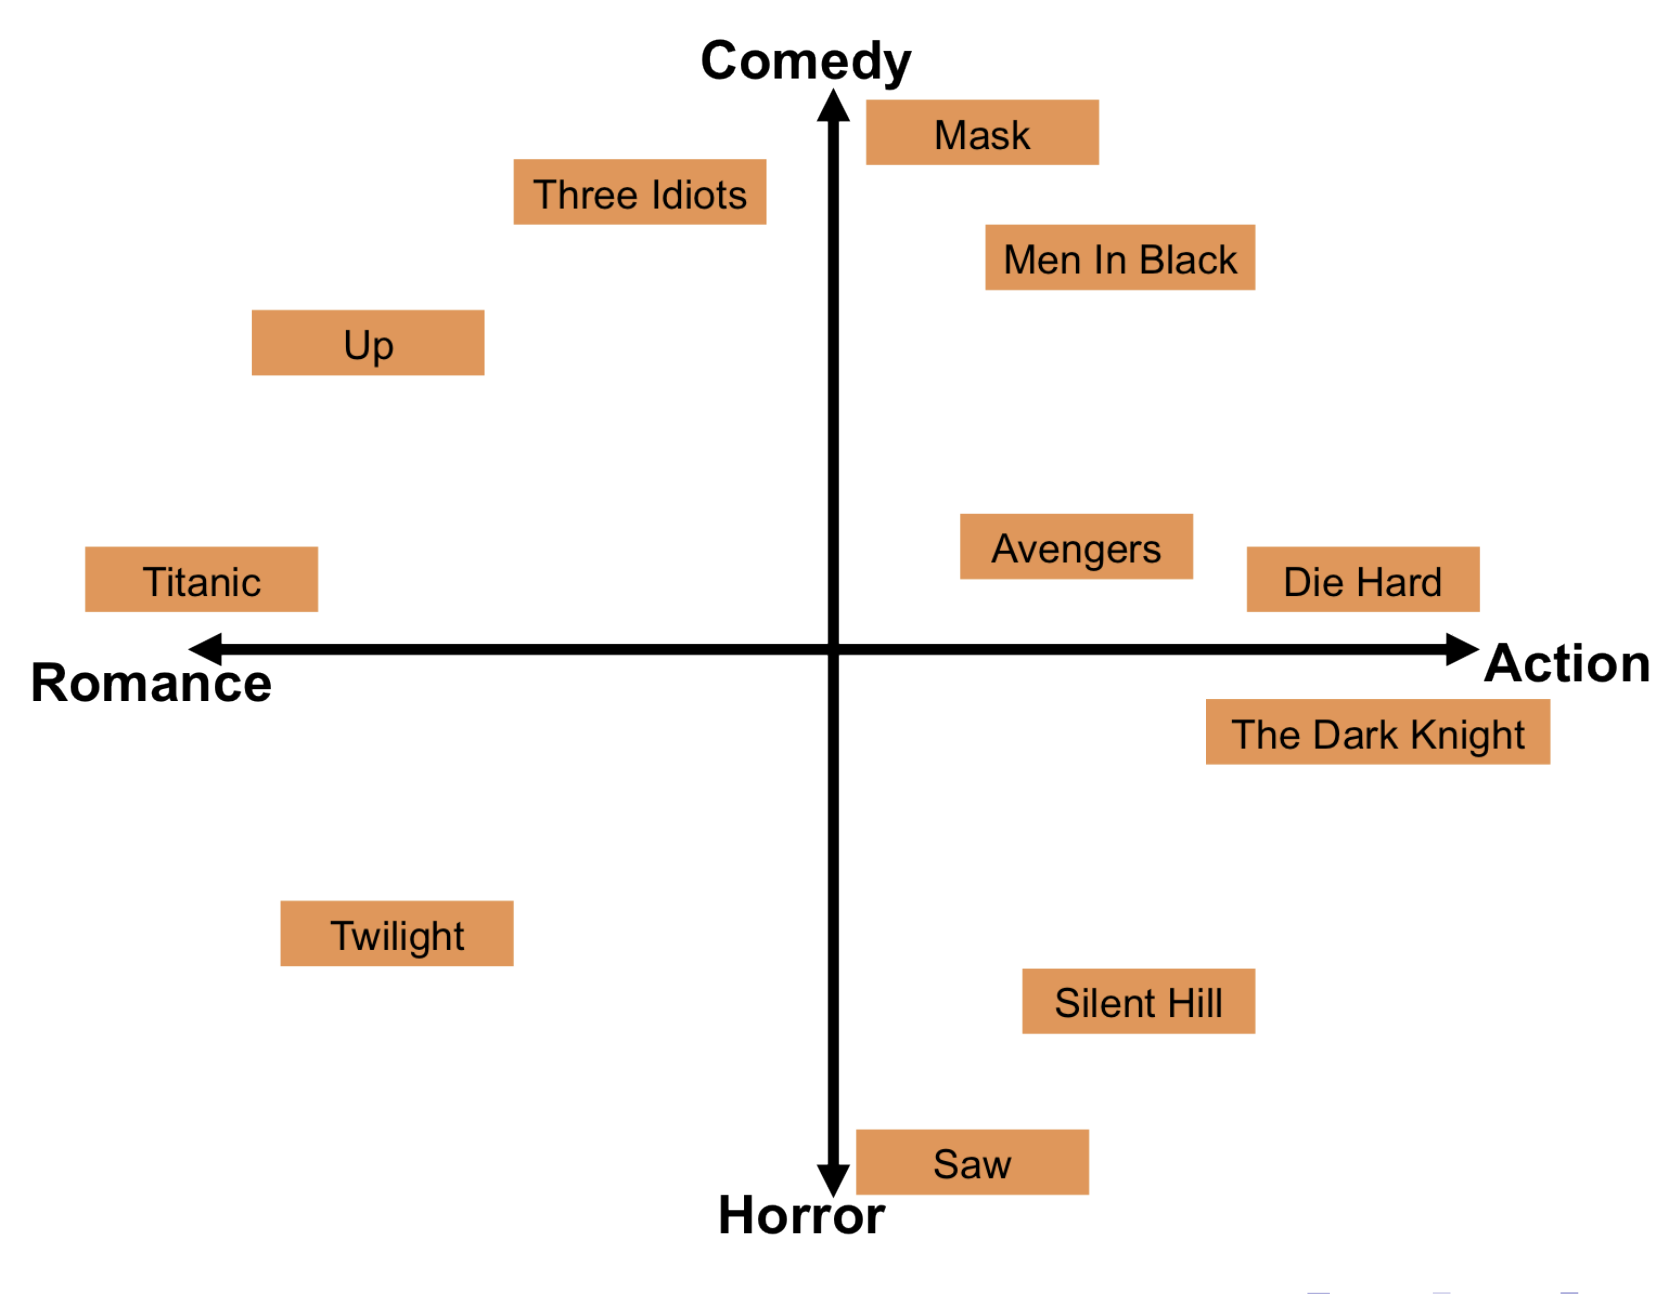 Comedy
Mask
Three Idiots
Men In Black
Up
Avengers
Titanic
Die Hard
Romance
Action
The Dark Knight
Twilight
Silent Hill
Saw
Horror